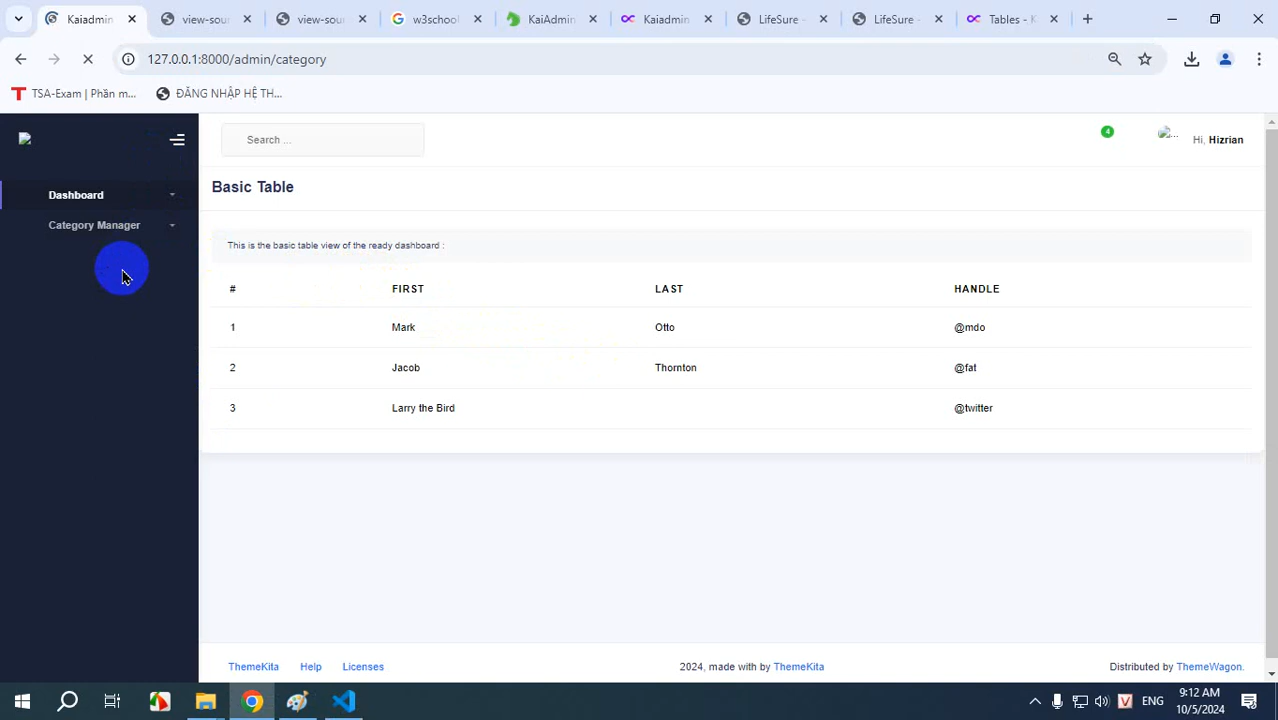 Kaiadmin
view-sour
view-sour
w3school
KaiAdmin
Kaiadmin
LifeSure -
LifeSure -
Tables - K
127.0.0.1:8000/admin/category
TSA-Exam | Phần m...
ĐĂNG NHẬP HỆ TH...
Search ...
4
Hi, Hizrian
Dashboard
Category Manager
Basic Table
This is the basic table view of the ready dashboard :
# FIRST LAST HANDLE
1 Mark Otto @mdo
2 Jacob Thornton @fat
3 Larry the Bird @twitter
ThemeKita Help Licenses
2024, made with by ThemeKita
Distributed by ThemeWagon.
ENG
9:12 AM
10/5/2024